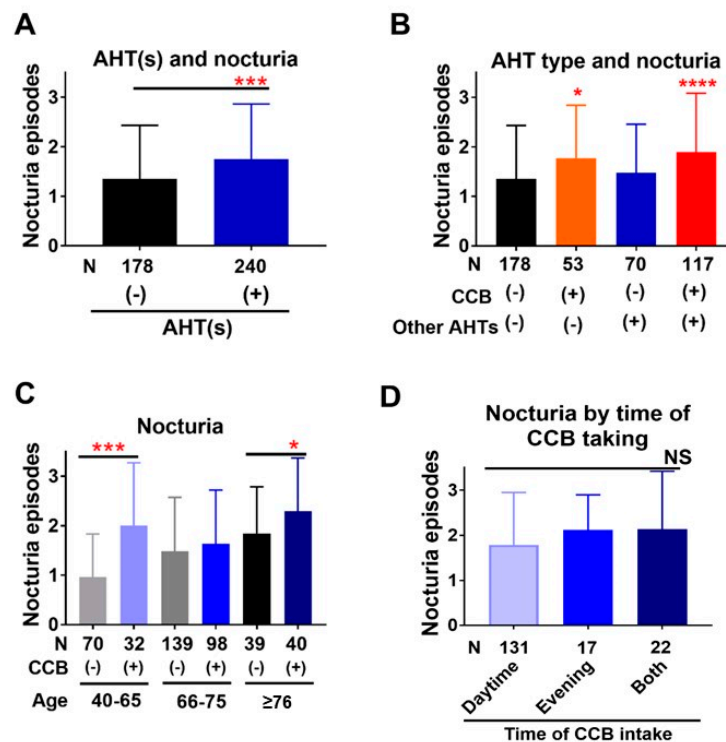 A
AHT(s) and nocturia
***
Nocturia episodes
3
2
1
0
N 178 240
(-) (+)
AHT(s)
B
AHT type and nocturia
* ****
Nocturia episodes
3
2
1
0
N 178 53 70 117
CCB (-) (+) (-) (+)
Other AHTs (-) (-) (+) (+)
C
Nocturia
*** *
Nocturia episodes
3
2
1
0
N 70 32 139 98 39 40
CCB (-) (+) (-) (+) (-) (+)
Age 40-65 66-75 ≥76
D
Nocturia by time of
CCB taking
NS
Nocturia episodes
3
2
1
0
N 131 17 22
Daytime Evening Both
Time of CCB intake